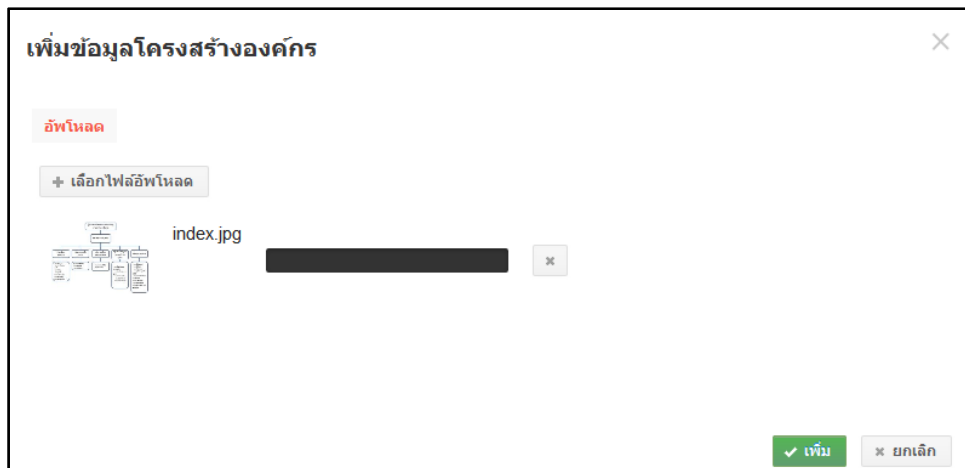 เพิ่มข้อมูลโครงสร้างองค์กร
อัพโหลด
เลือกไฟล์อัพโหลด
index.jpg
เพิ่ม
ยกเลิก